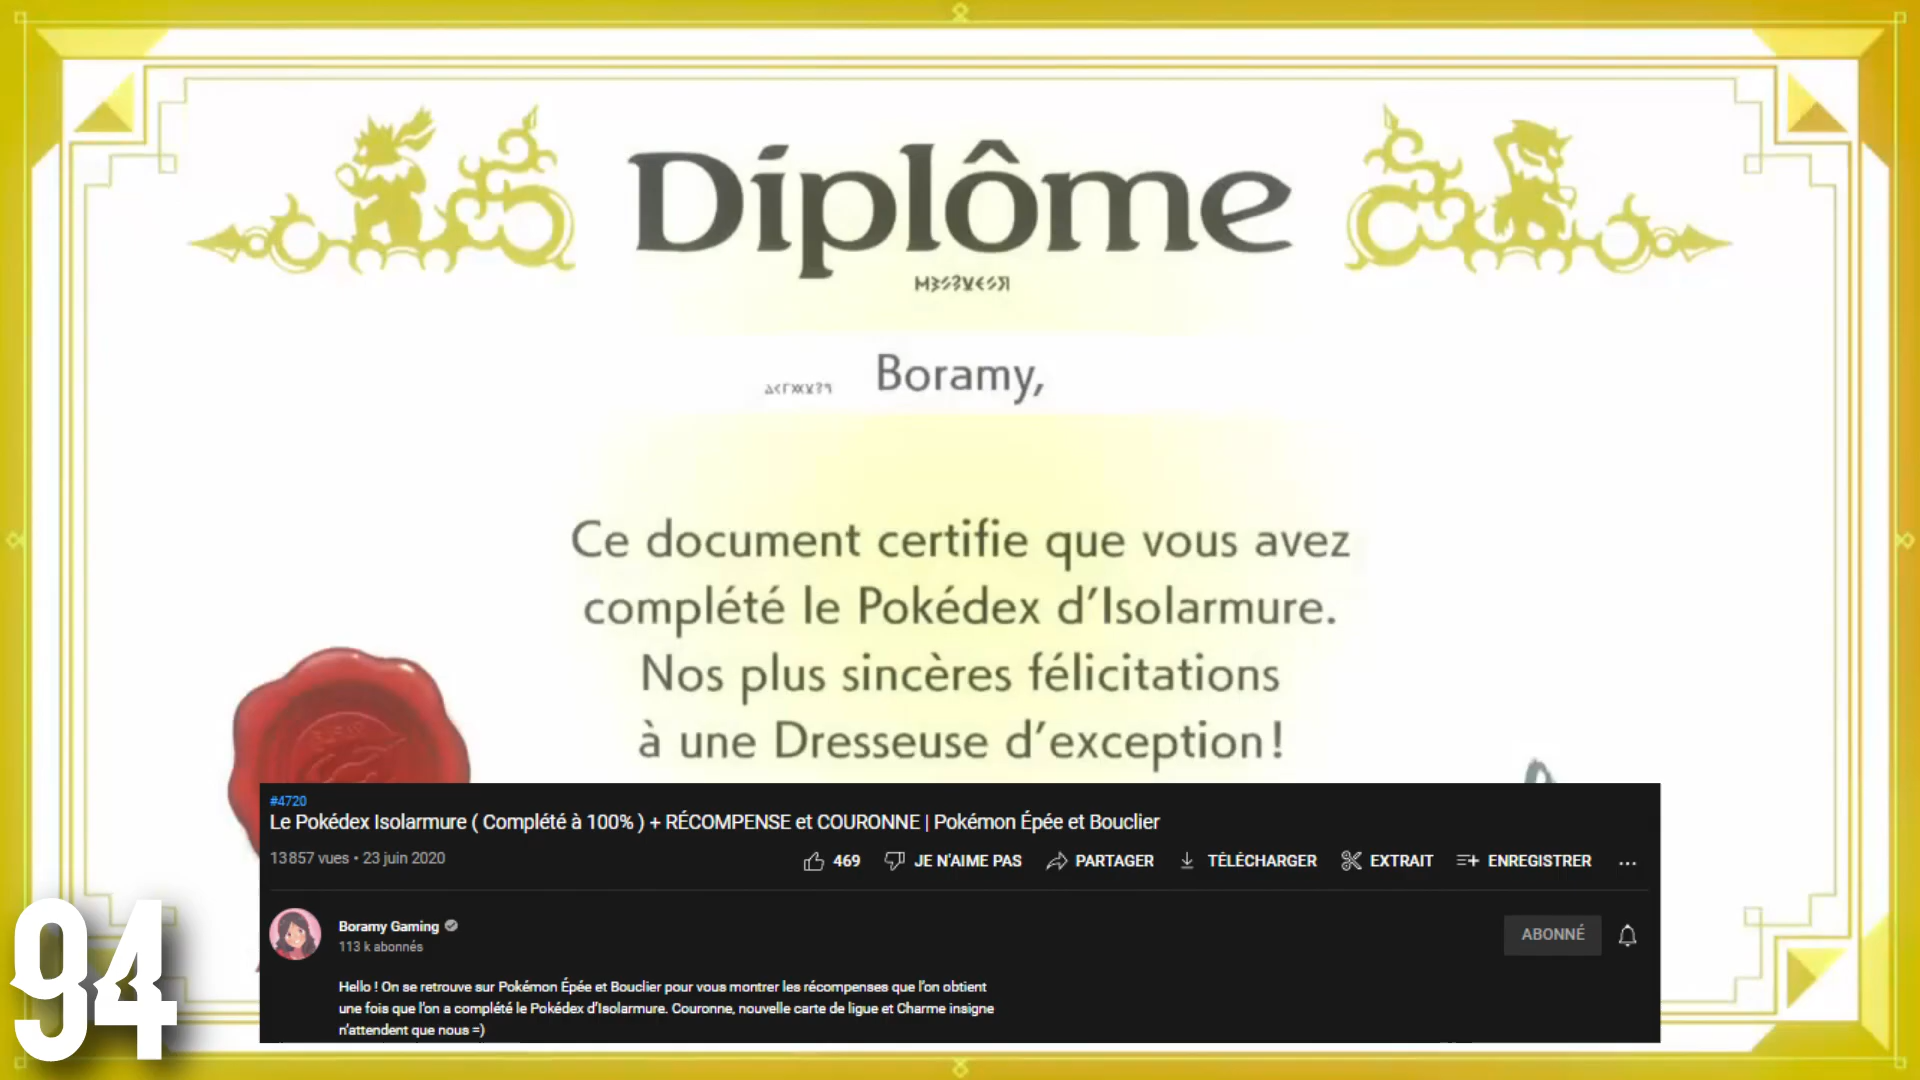 Diplôme
Boramy,
Ce document certifie que vous avez
complété le Pokédex d'Isolarmure.
Nos plus sincères félicitations
à une Dresseuse d'exception !
#4720
Le Pokédex Isolarmure ( Complété à 100% ) + RÉCOMPENSE et COURONNE | Pokémon Épée et Bouclier
13 857 vues • 23 juin 2020
469 JE N'AIME PAS PARTAGER TÉLÉCHARGER EXTRAIT ENREGISTRER ...
Boramy Gaming
113 k abonnés
ABONNÉ
Hello ! On se retrouve sur Pokémon Épée et Bouclier pour vous montrer les récompenses que l'on obtient
une fois que l'on a complété le Pokédex d'Isolarmure. Couronne, nouvelle carte de ligue et Charme insigne
n'attendent que nous =)
94